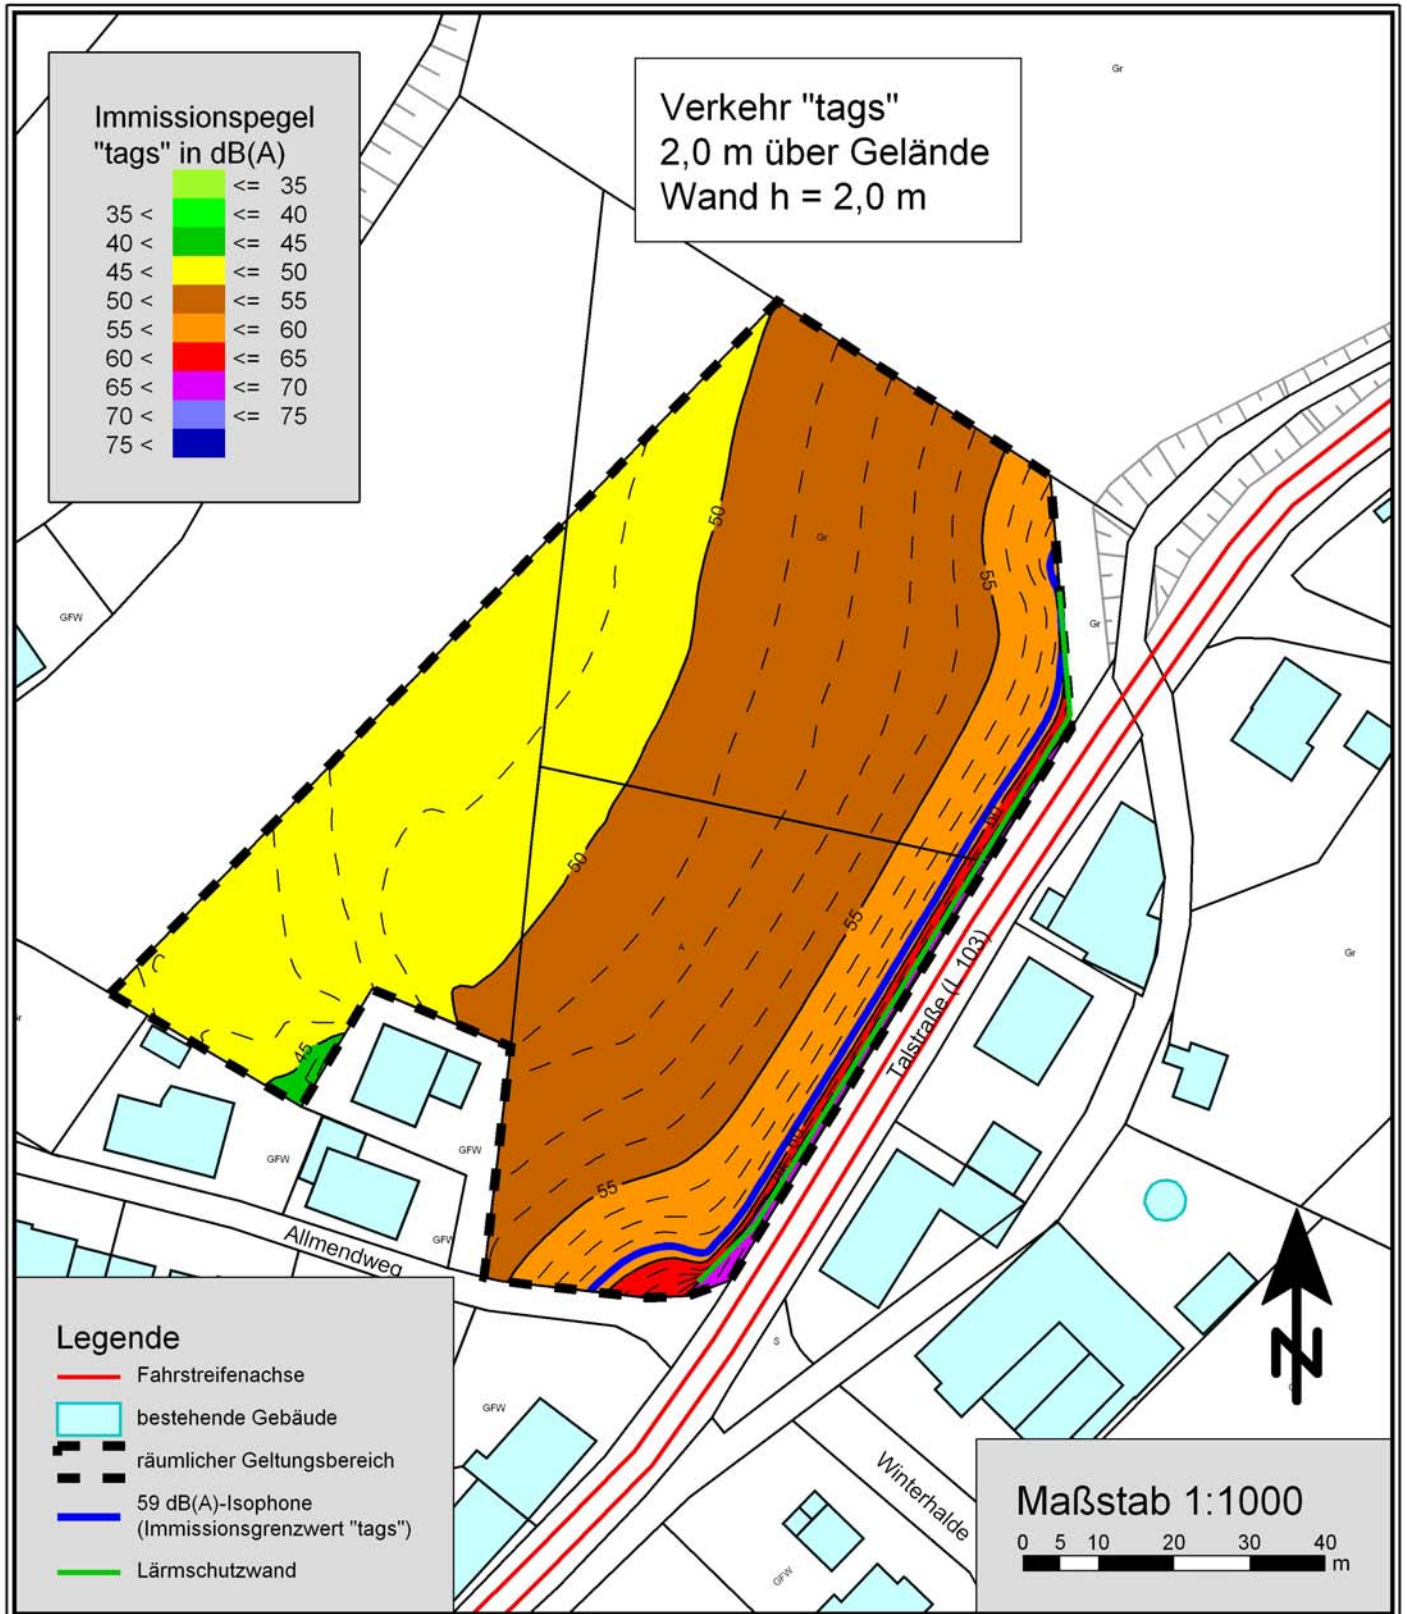 Immissionspegel
"tags" in dB(A)
<= 35
35 < <= 40
40 < <= 45
45 < <= 50
50 < <= 55
55 < <= 60
60 < <= 65
65 < <= 70
70 < <= 75
75 <
Verkehr "tags"
2,0 m über Gelände
Wand h = 2,0 m
Gr
50
Gr
55
GFW
Gr
60
50
55
A
Talstraße (L 103)
Gr
45
60
GFW
GFW
55
Allmendweg
S
GFW
Winterhalde
GFW
N
Legende
Fahrstreifenachse
bestehende Gebäude
räumlicher Geltungsbereich
59 dB(A)-Isophone
(Immissionsgrenzwert "tags")
Lärmschutzwand
Maßstab 1:1000
0 5 10 20 30 40
m